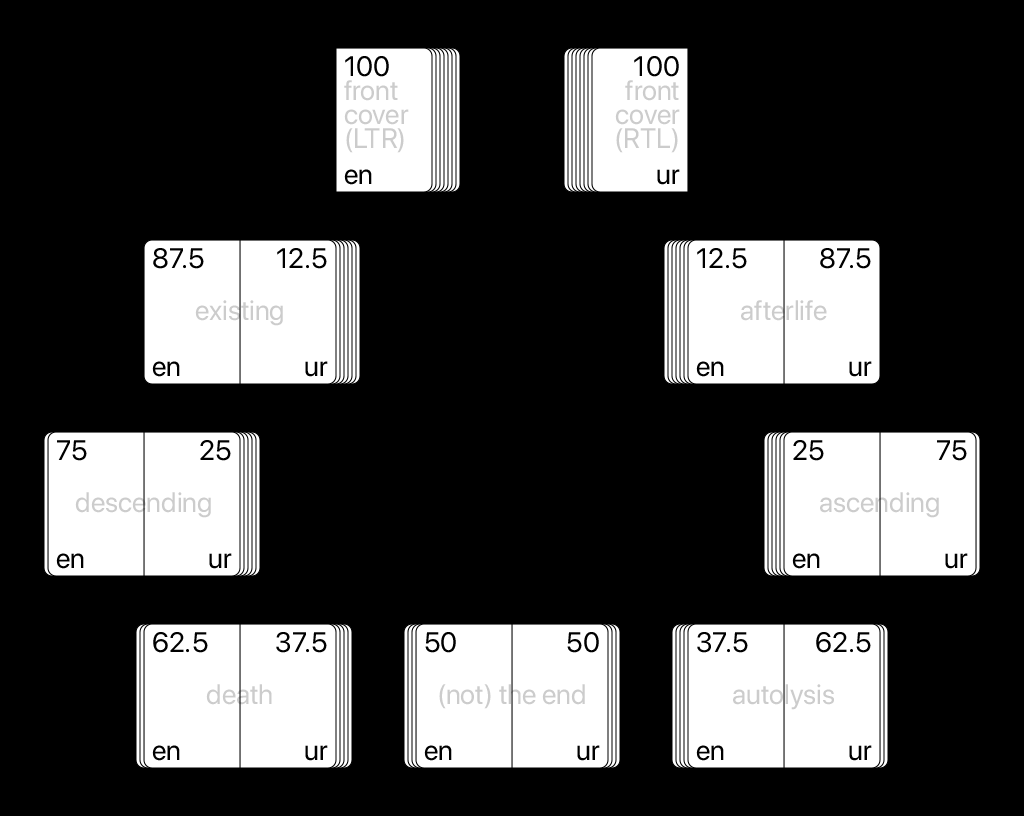 100
front
cover
(LTR)
en
100
front
cover
(RTL)
ur
87.5 12.5
existing
en ur
12.5 87.5
afterlife
en ur
75 25
descending
en ur
25 75
ascending
en ur
62.5 37.5
death
en ur
50 50
(not) the end
en ur
37.5 62.5
autolysis
en ur